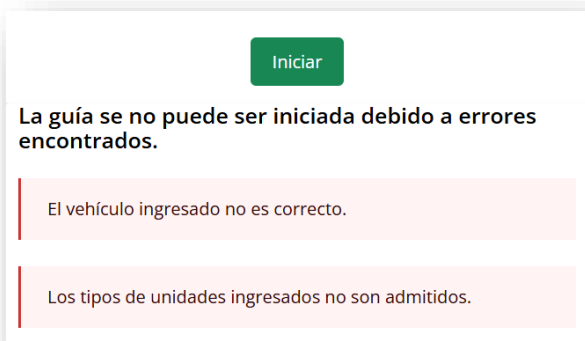 Iniciar
La guía se no puede ser iniciada debido a errores
encontrados.
El vehículo ingresado no es correcto.
Los tipos de unidades ingresados no son admitidos.